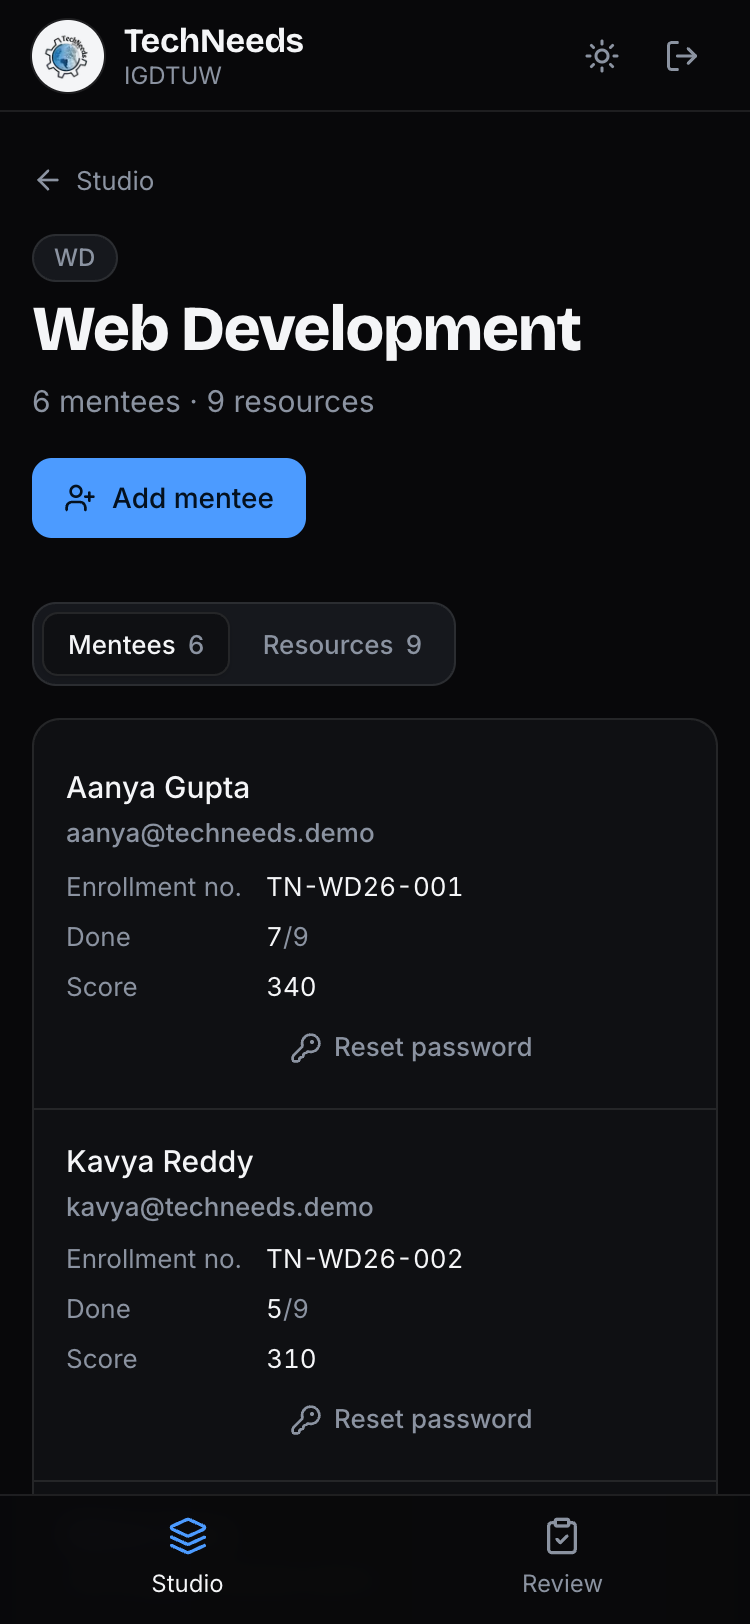 TechNeeds
TechNeeds
IGDTUW
Studio
WD
Web Development
6 mentees · 9 resources
Add mentee
Mentees 6 Resources 9
Aanya Gupta
aanya@techneeds.demo
Enrollment no. TN-WD26-001
Done 7/9
Score 340
Reset password
Kavya Reddy
kavya@techneeds.demo
Enrollment no. TN-WD26-002
Done 5/9
Score 310
Reset password
Studio Review